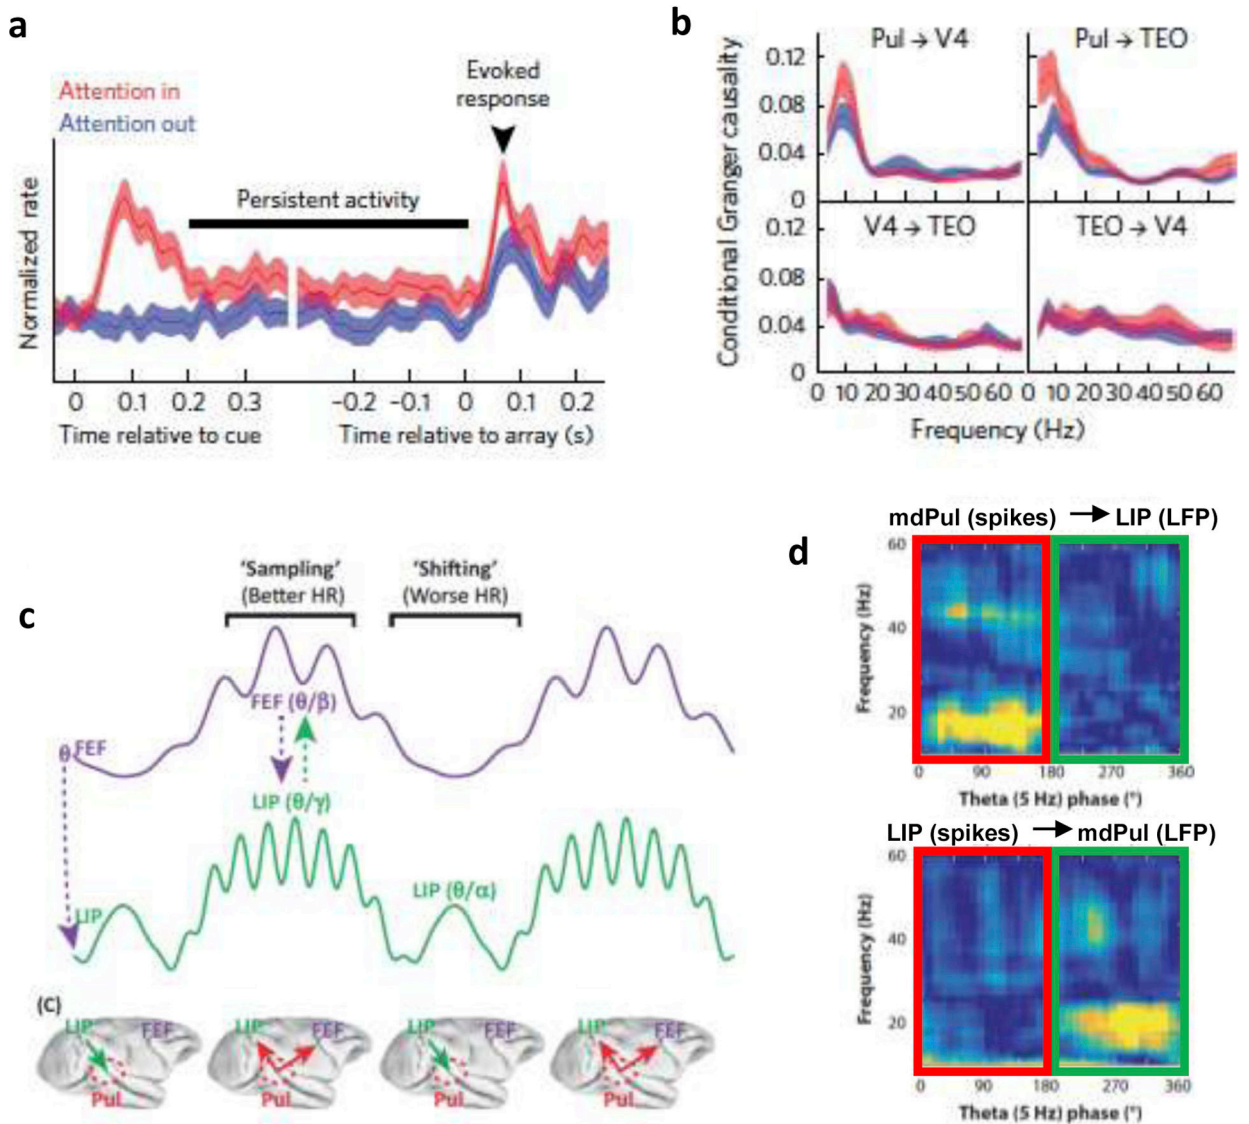 a
Attention in
Attention out
Evoked
response
Persistent activity
Normalized rate
0 0.1 0.2 0.3 -0.2 -0.1 0 0.1 0.2
Time relative to cue
Time relative to array (s)
b
Conditional Granger causality
Pul → V4
Pul → TEO
0.12
0.08
0.04
0
V4 → TEO
TEO → V4
0.12
0.08
0.04
0
0 10 20 30 40 50 60 0 10 20 30 40 50 60
Frequency (Hz)
c
'Sampling'
(Better HR)
'Shifting'
(Worse HR)
FEF (θ/β)
θ FEF
LIP (θ/γ)
LIP
LIP (θ/α)
(C)
LIP FEF Pul
LIP FEF Pul
LIP FEF Pul
LIP FEF Pul
d
mdPul (spikes) → LIP (LFP)
Frequency (Hz)
60
40
20
0 90 180 270 360
Theta (5 Hz) phase (°)
LIP (spikes) → mdPul (LFP)
Frequency (Hz)
60
40
20
0 90 180 270 360
Theta (5 Hz) phase (°)